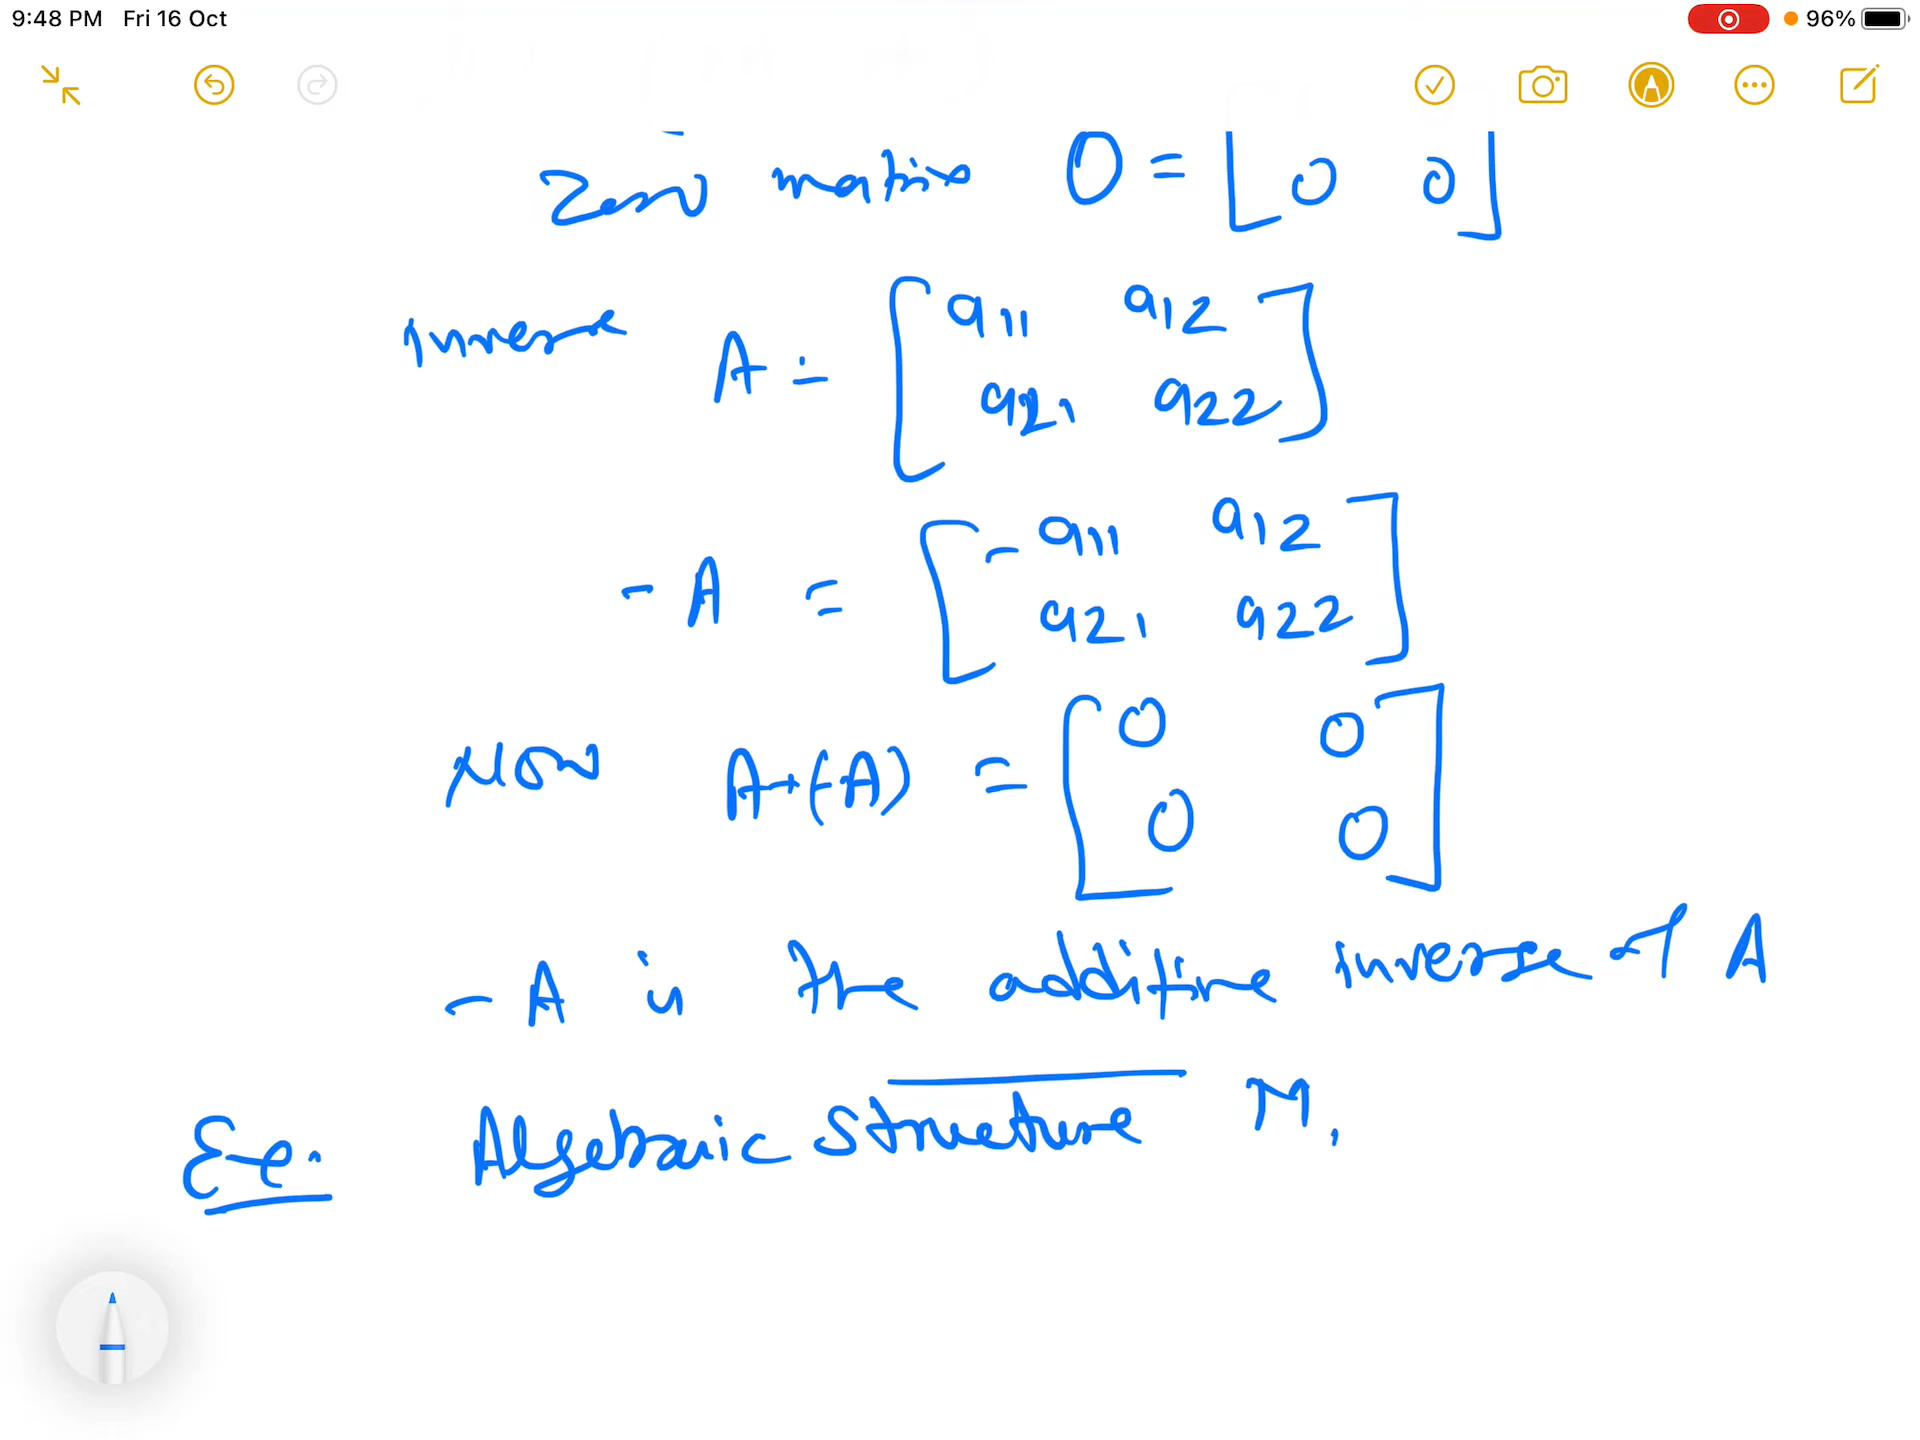 9:48 PM Fri 16 Oct 96%
Zero matrix O = [ 0 0 ]
inverse A = [ a11 a12
a21 a22 ]
- A = [ - a11 a12
a21 a22 ]
Now A+(-A) = [ 0 0
0 0 ]
- A is the additive inverse of A
Ex. Algebraic structure M,